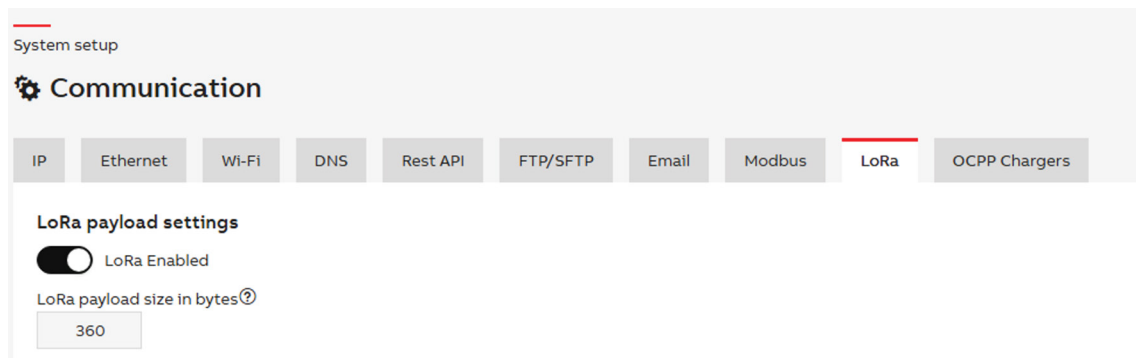 System setup
Communication
IP Ethernet Wi-Fi DNS Rest API FTP/SFTP Email Modbus LoRa OCPP Chargers
LoRa payload settings
LoRa Enabled
LoRa payload size in bytes?
360